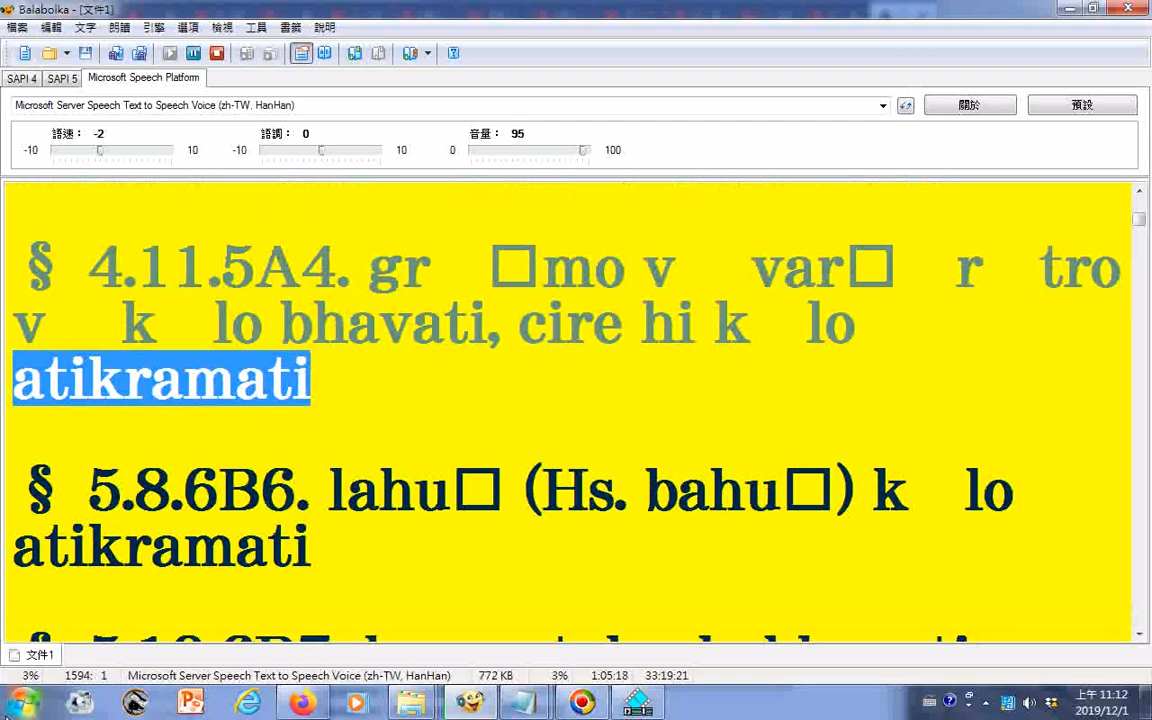 Balabolka - [文件1]
檔案 編輯 文字 朗讀 引擎 選項 檢視 工具 書籤 說明
SAPI 4 SAPI 5 Microsoft Speech Platform
Microsoft Server Speech Text to Speech Voice (zh-TW, HanHan) 關於 預設
語速： -2 語調： 0 音量： 95
-10 10 -10 10 0 100
§ 4.11.5A4. gr □mo v var□ r tro
v k lo bhavati, cire hi k lo
atikramati
§ 5.8.6B6. lahu□ (Hs. bahu□) k lo
atikramati
文件1
3% 1594: 1 Microsoft Server Speech Text to Speech Voice (zh-TW, HanHan) 772 KB 3% 1:05:18 33:19:21
上午 11:12
2019/12/1